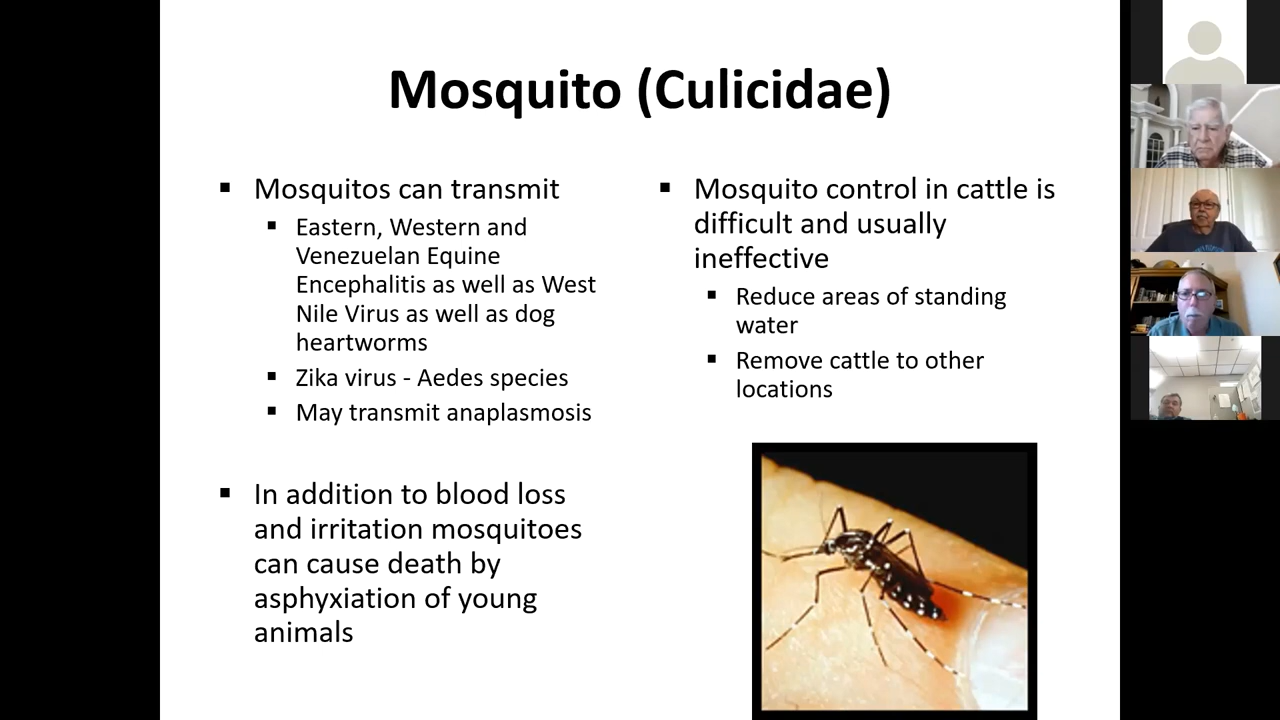 Mosquito (Culicidae)
▪ Mosquitos can transmit
▪ Eastern, Western and
Venezuelan Equine
Encephalitis as well as West
Nile Virus as well as dog
heartworms
▪ Zika virus - Aedes species
▪ May transmit anaplasmosis
▪ In addition to blood loss
and irritation mosquitoes
can cause death by
asphyxiation of young
animals
▪ Mosquito control in cattle is
difficult and usually
ineffective
▪ Reduce areas of standing
water
▪ Remove cattle to other
locations